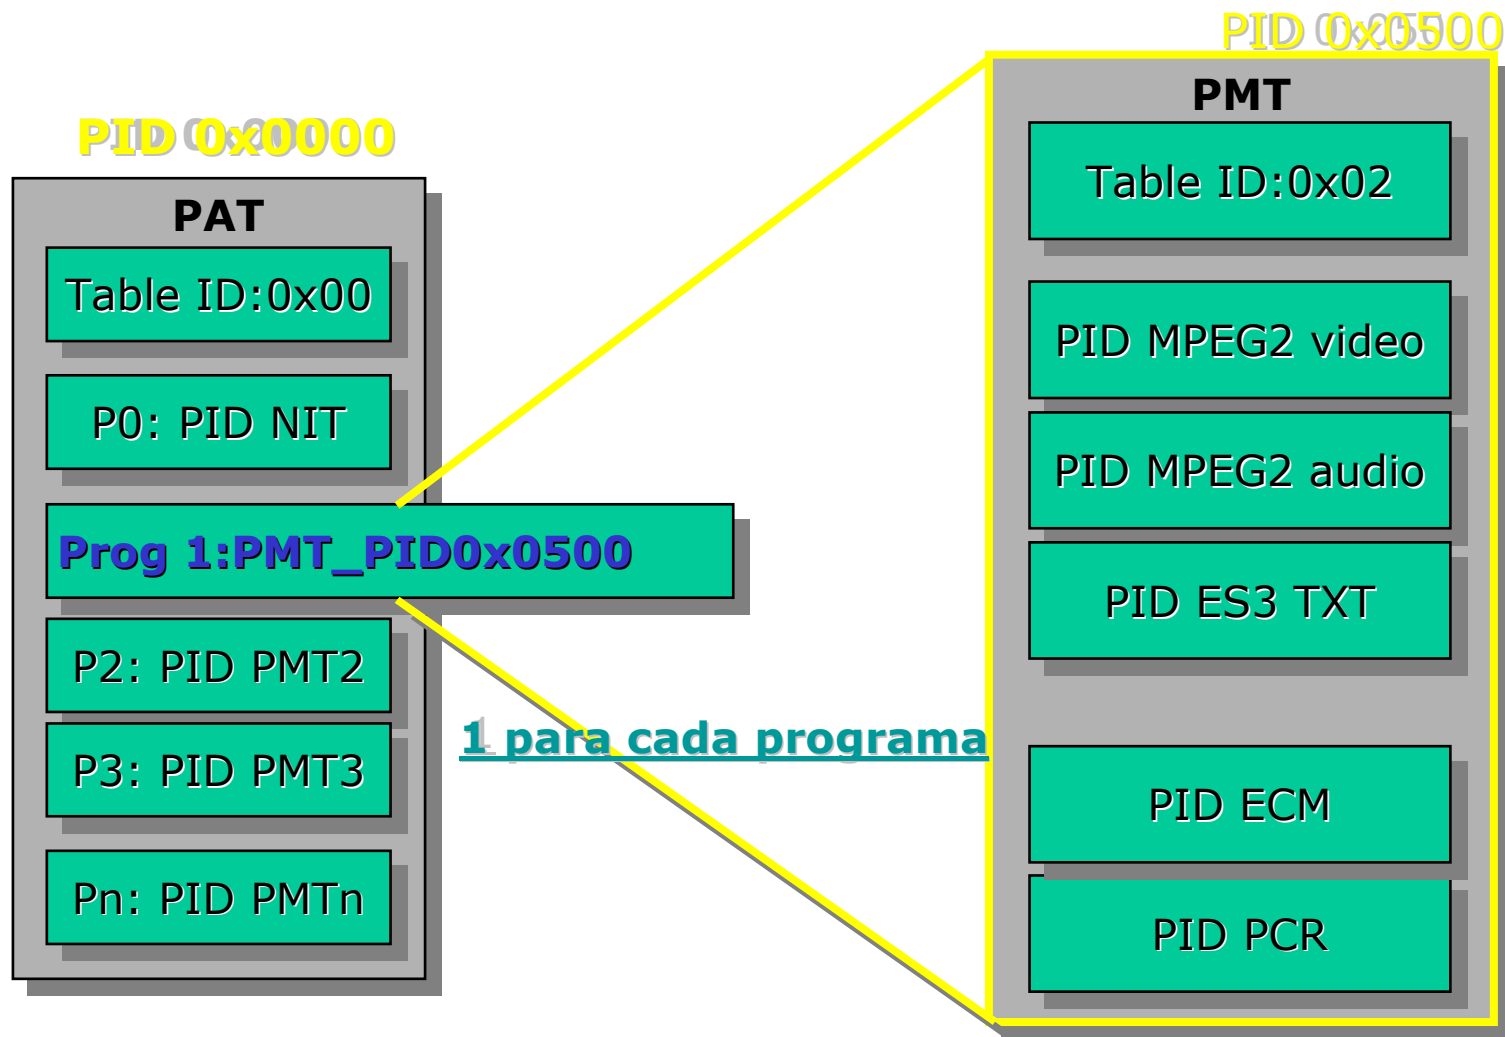 PID 0x0000
PAT
Table ID:0x00
P0: PID NIT
Prog 1:PMT_PID0x0500
P2: PID PMT2
P3: PID PMT3
Pn: PID PMTn
1 para cada programa
PID 0x0500
PMT
Table ID:0x02
PID MPEG2 video
PID MPEG2 audio
PID ES3 TXT
PID ECM
PID PCR